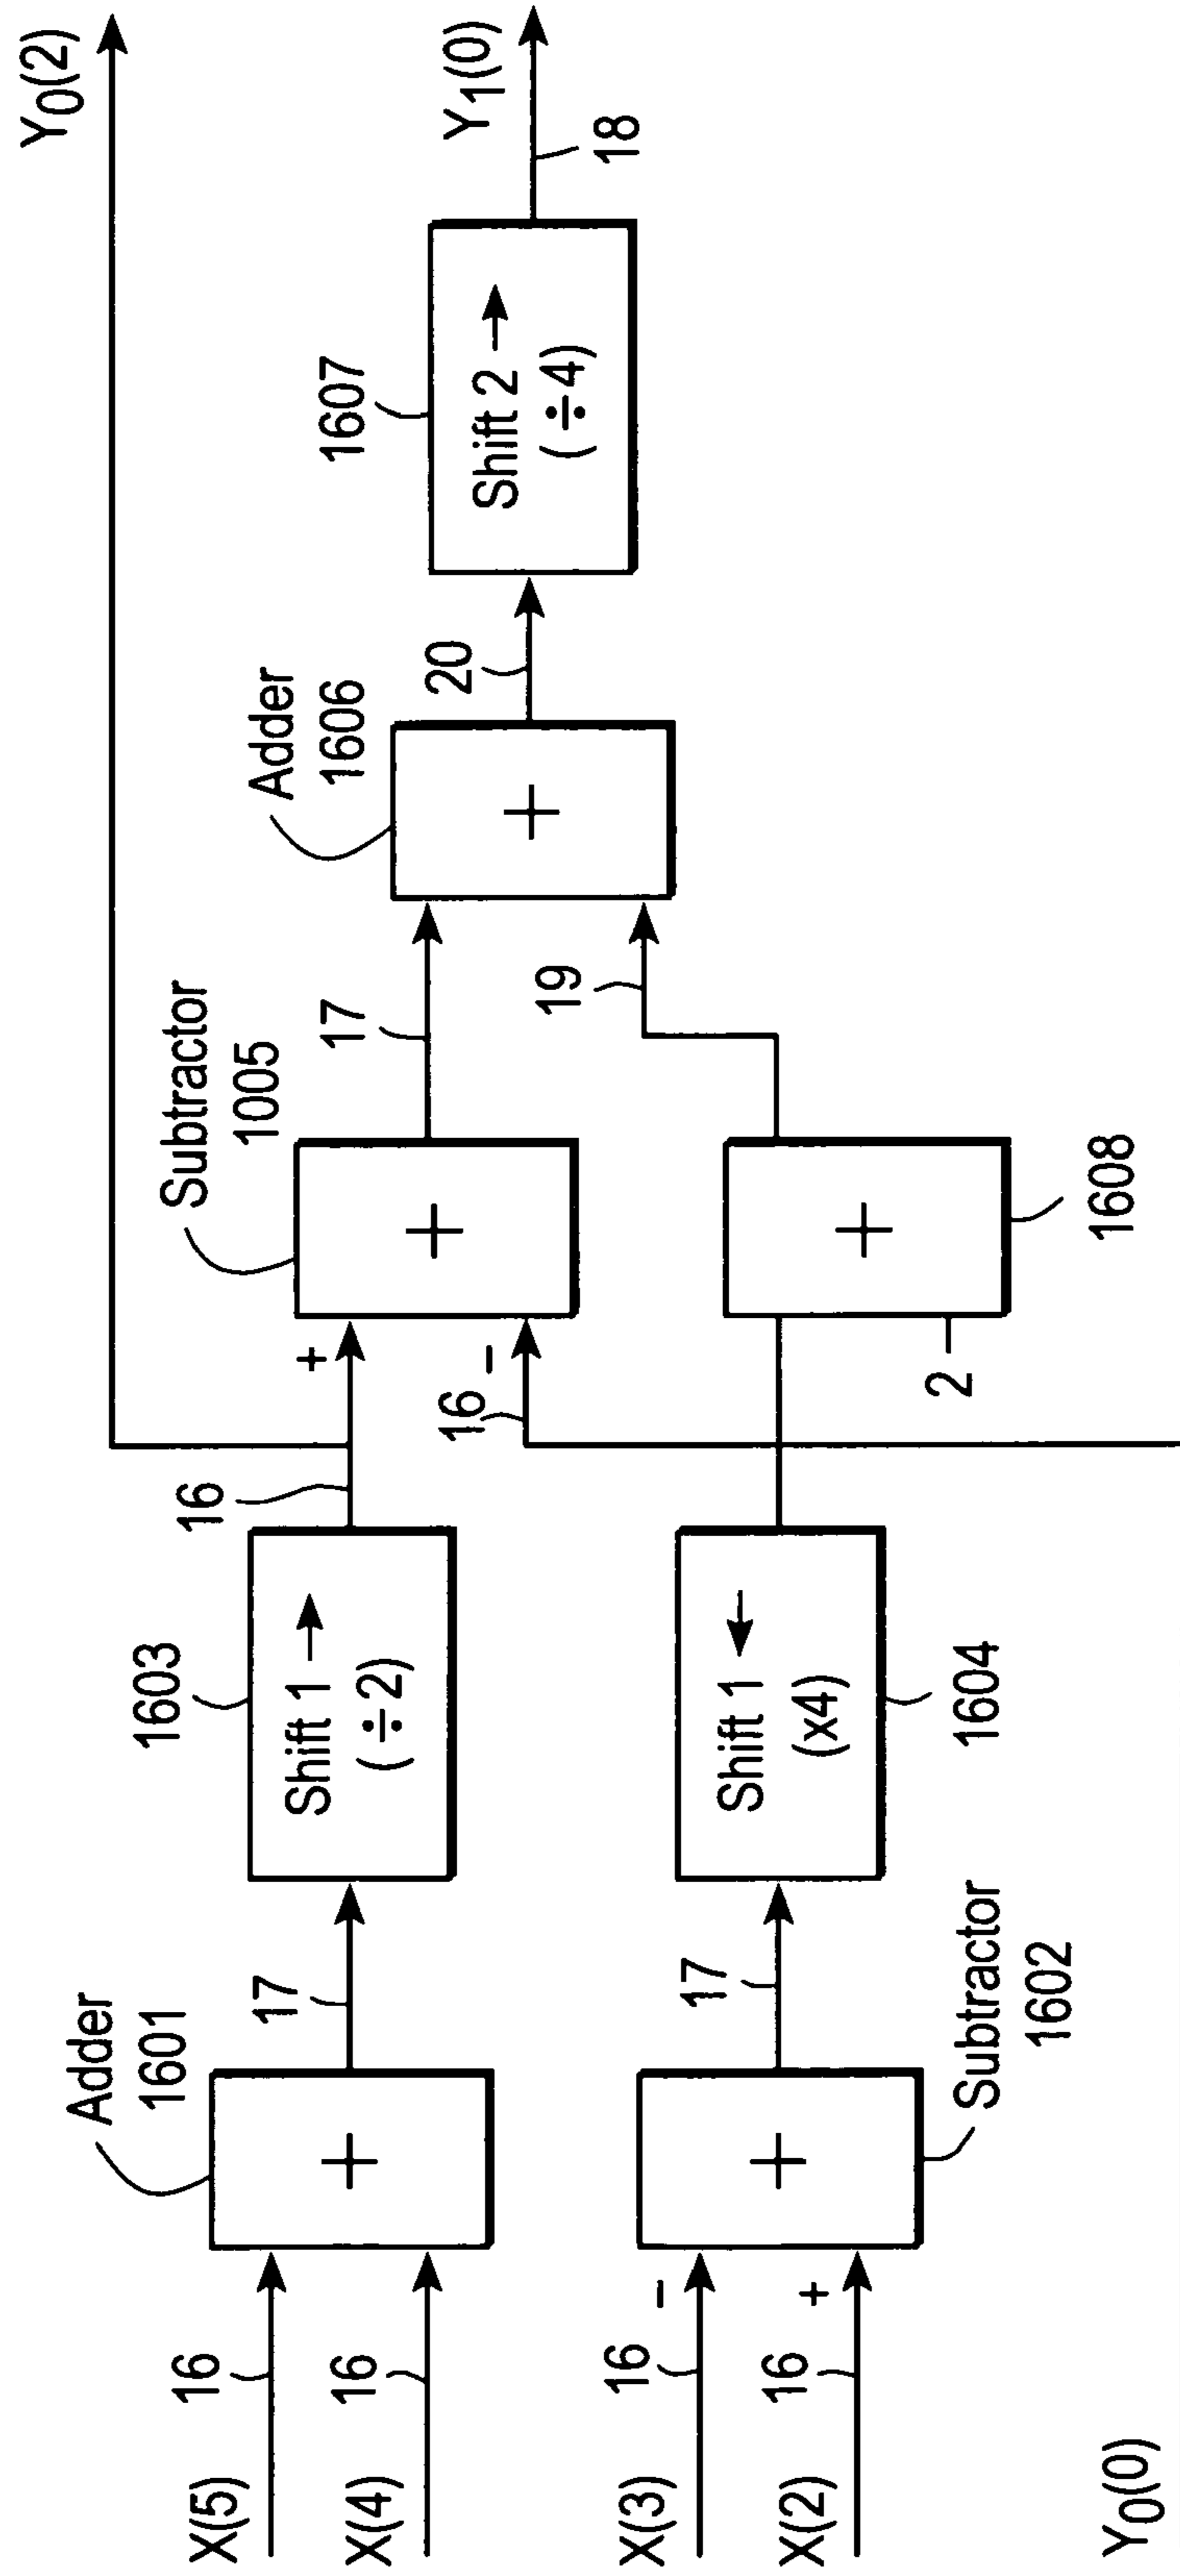 Y0(2)
Y1(0)
18
1607
Shift 2 →
(÷4)
20
Adder
1606
+
17
19
Subtractor
1005
+
+
-
16
1608
+
2
16
1603
Shift 1 →
(÷2)
1604
Shift 1 ←
(x4)
17
17
Adder
1601
+
Subtractor
1602
+
-
+
16
16
16
16
X(5)
X(4)
X(3)
X(2)
Y0(0)